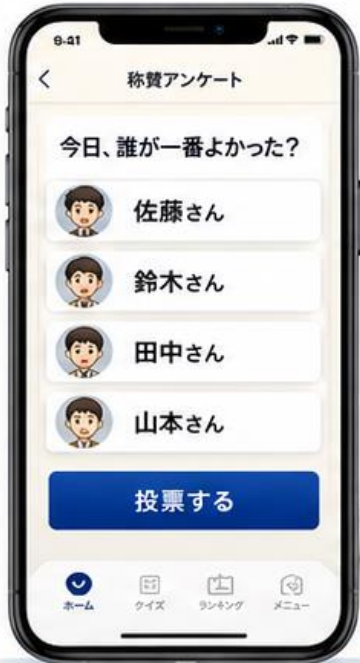 9:41
称賛アンケート
今日、誰が一番よかった?
佐藤さん
鈴木さん
田中さん
山本さん
投票する
ホーム
クイズ
ランキング
メニュー